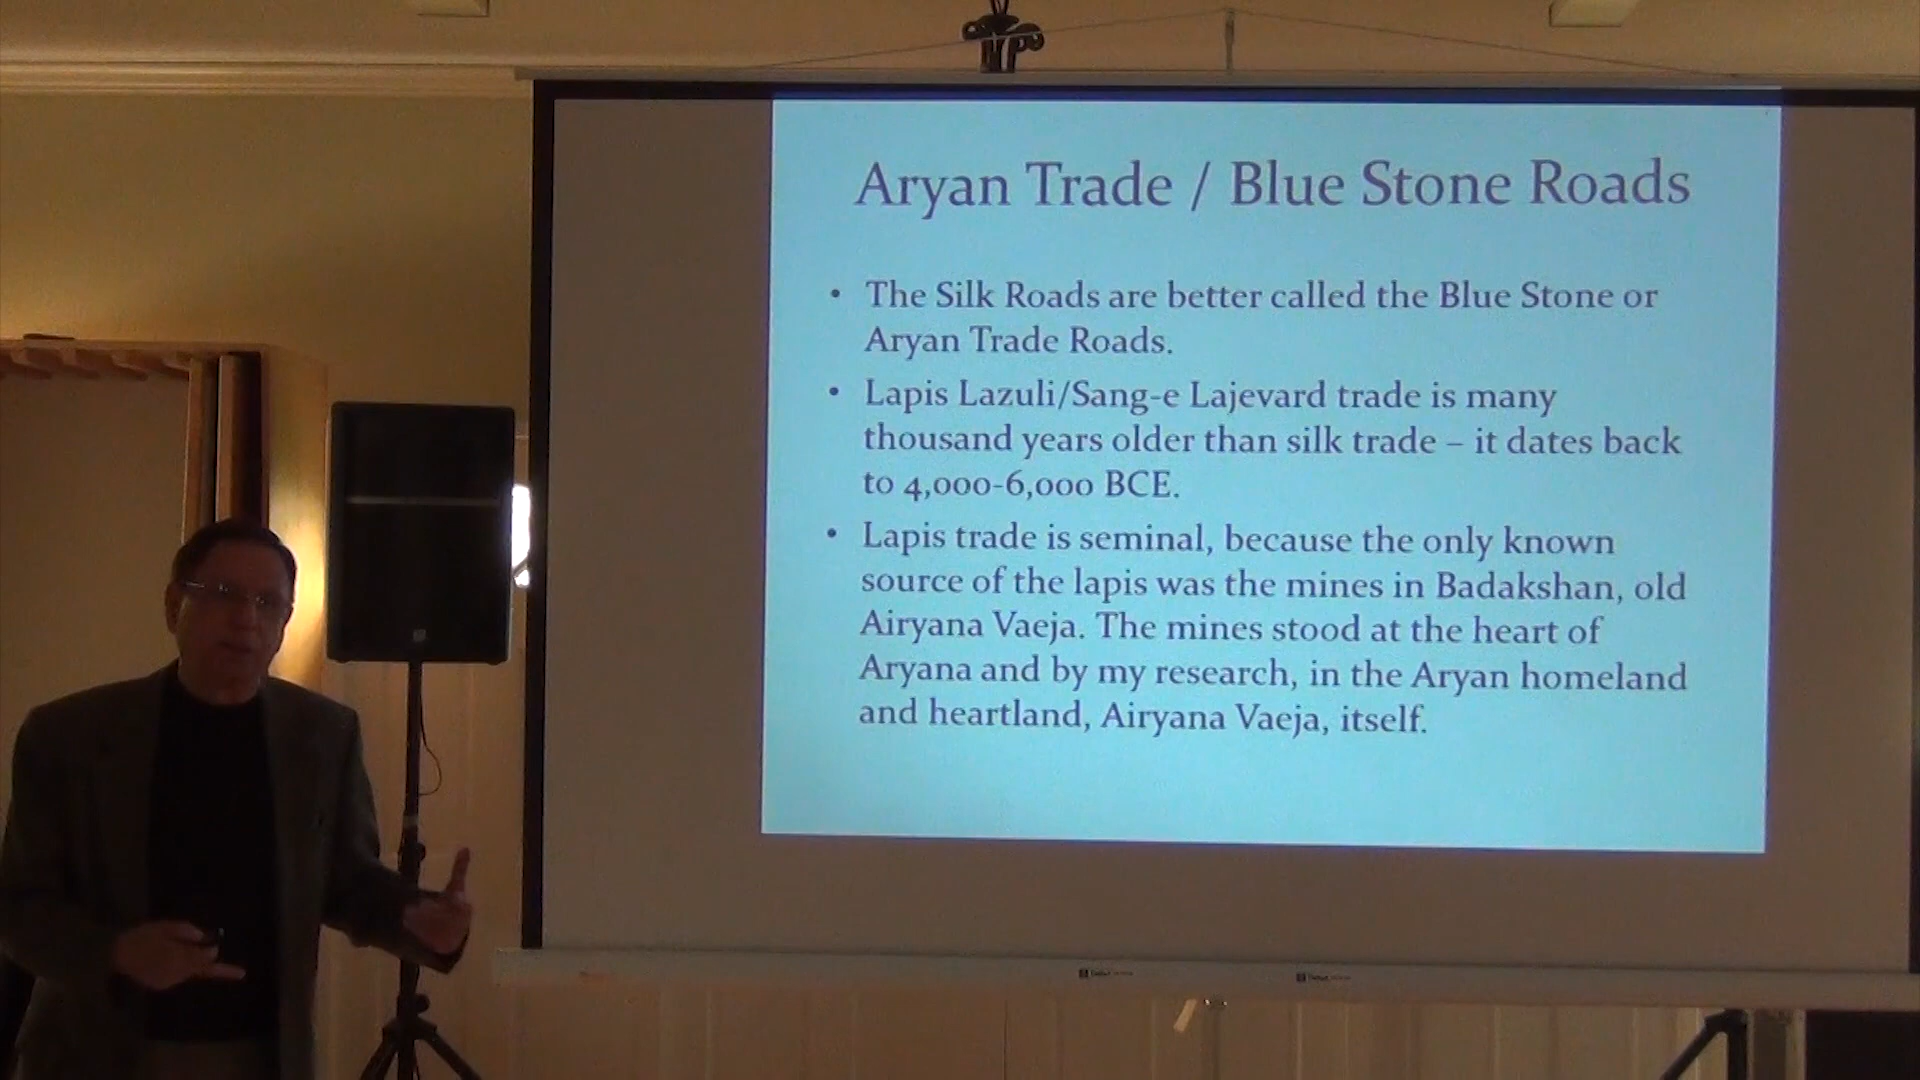 Aryan Trade / Blue Stone Roads
• The Silk Roads are better called the Blue Stone or
Aryan Trade Roads.
• Lapis Lazuli/Sang-e Lajevard trade is many
thousand years older than silk trade – it dates back
to 4,000-6,000 BCE.
• Lapis trade is seminal, because the only known
source of the lapis was the mines in Badakshan, old
Airyana Vaeja. The mines stood at the heart of
Aryana and by my research, in the Aryan homeland
and heartland, Airyana Vaeja, itself.